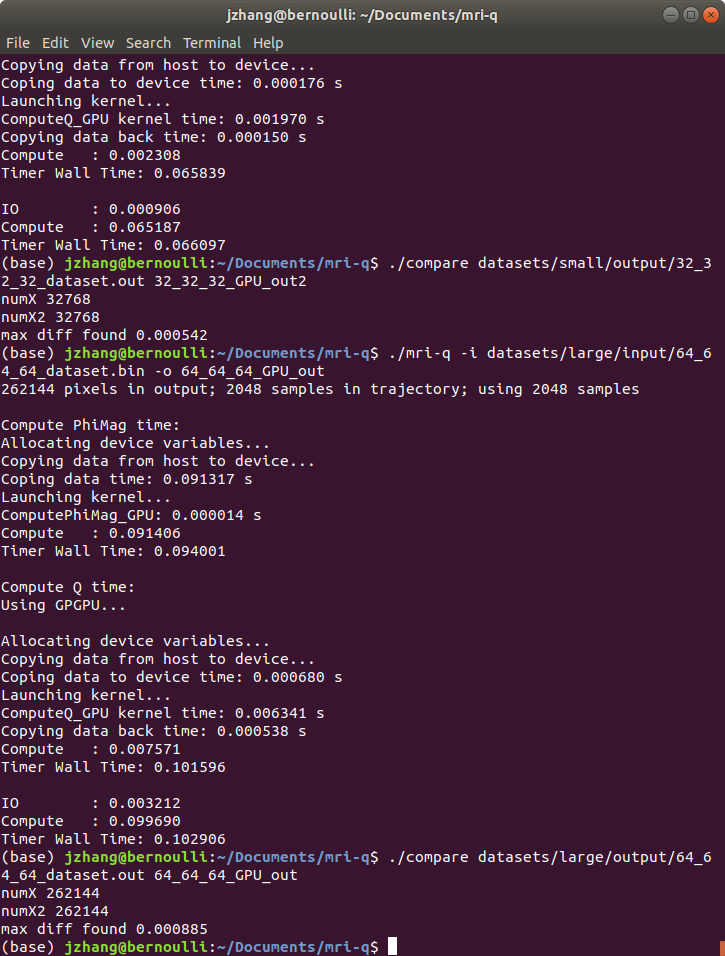 jzhang@bernoulli: ~/Documents/mri-q
File Edit View Search Terminal Help
Copying data from host to device...
Coping data to device time: 0.000176 s
Launching kernel...
ComputeQ_GPU kernel time: 0.001970 s
Copying data back time: 0.000150 s
Compute   : 0.002308
Timer Wall Time: 0.065839

IO        : 0.000906
Compute   : 0.065187
Timer Wall Time: 0.066097
(base) jzhang@bernoulli:~/Documents/mri-q$ ./compare datasets/small/output/32_3
2_32_dataset.out 32_32_32_GPU_out2
numX 32768
numX2 32768
max diff found 0.000542
(base) jzhang@bernoulli:~/Documents/mri-q$ ./mri-q -i datasets/large/input/64_6
4_64_dataset.bin -o 64_64_64_GPU_out
262144 pixels in output; 2048 samples in trajectory; using 2048 samples

Compute PhiMag time:
Allocating device variables...
Copying data from host to device...
Coping data time: 0.091317 s
Launching kernel...
ComputePhiMag_GPU: 0.000014 s
Compute   : 0.091406
Timer Wall Time: 0.094001

Compute Q time:
Using GPGPU...

Allocating device variables...
Copying data from host to device...
Coping data to device time: 0.000680 s
Launching kernel...
ComputeQ_GPU kernel time: 0.006341 s
Copying data back time: 0.000538 s
Compute   : 0.007571
Timer Wall Time: 0.101596

IO        : 0.003212
Compute   : 0.099690
Timer Wall Time: 0.102906
(base) jzhang@bernoulli:~/Documents/mri-q$ ./compare datasets/large/output/64_6
4_64_dataset.out 64_64_64_GPU_out
numX 262144
numX2 262144
max diff found 0.000885
(base) jzhang@bernoulli:~/Documents/mri-q$